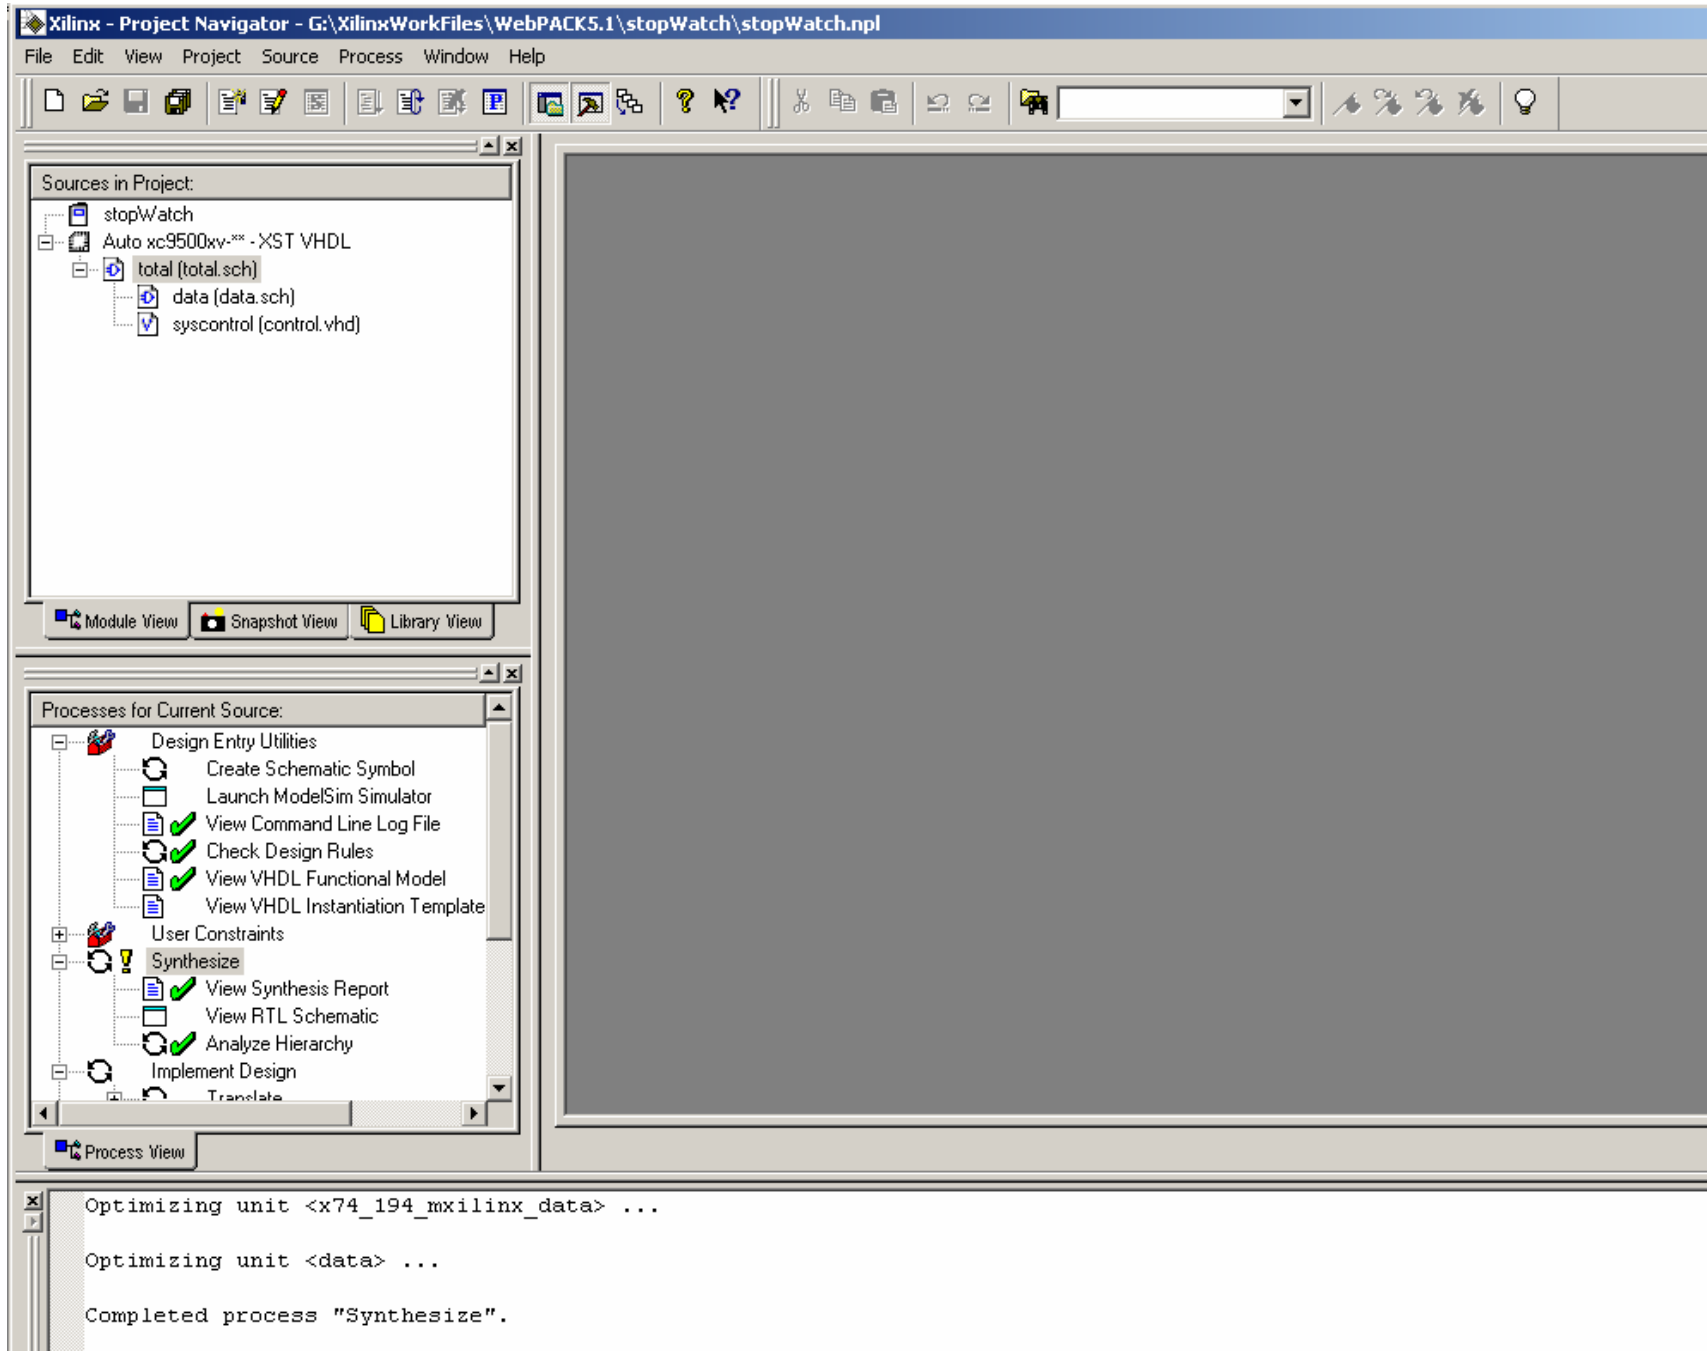 Xilinx - Project Navigator - G:\XilinxWorkFiles\WebPACK5.1\stopWatch\stopWatch.npl
File Edit View Project Source Process Window Help
Sources in Project:
stopWatch
Auto xc9500xv-** - XST VHDL
total (total.sch)
data (data.sch)
syscontrol (control.vhd)
Module View Snapshot View Library View
Processes for Current Source:
Design Entry Utilities
Create Schematic Symbol
Launch ModelSim Simulator
View Command Line Log File
Check Design Rules
View VHDL Functional Model
View VHDL Instantiation Template
User Constraints
Synthesize
View Synthesis Report
View RTL Schematic
Analyze Hierarchy
Implement Design
Translate
Process View
Optimizing unit <x74_194_mxilinx_data> ...
Optimizing unit <data> ...
Completed process "Synthesize".